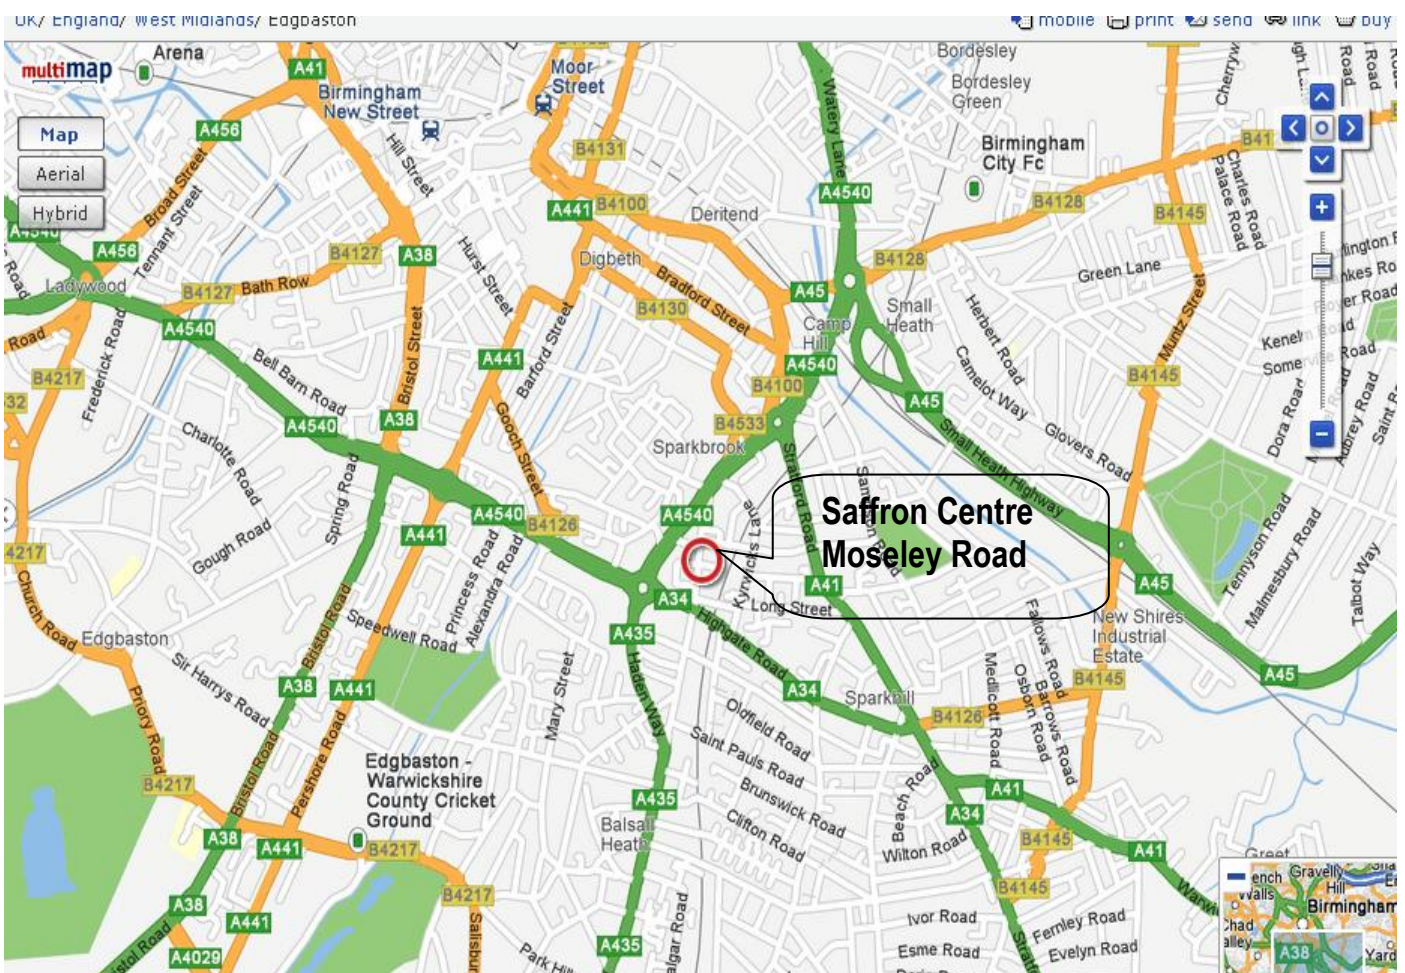 UK/ England/ West Midlands/ Edgbaston
mobile print send link buy
multimap
Map
Aerial
Hybrid
Arena
A41
Birmingham
New Street
Moor
Street
Bordesley
Bordesley
Green
Watery Lane
Birmingham
City Fc
A456
Broad Street
Tennant Street
Hill Street
B4131
A441
B4100
Deritend
A4540
B4128
B4145
Charles Road
Palace Road
A4540
A456
Ladywood
B4127
Bath Row
B4127
A38
Hurst Street
Digbeth
Bradford Street
B4130
A45
B4128
Green Lane
Muntz Street
Small
Heath
Herbert Road
Camp
Hill
A4540
Road
A4540
Frederick Road
B4217
Bell Barn Road
Bristol Street
A441
Barford Street
B4100
Camelot Way
B4145
A45
Dora Road
Aubrey Road
A4540
A38
Gooch Street
B4533
Sparkbrook
Stratford Road
Small Heath Highway
Glovers Road
Charlotte Road
Spring Road
Gough Road
A441
A4540
B4126
A4540
Kyrwicks Lane
Saffron Centre
Moseley Road
Tennyson Road
Malmesbury Road
Talbot Way
A45
4217
Church Road
Edgbaston
Princess Road
Alexandra Road
Speedwell Road
Bristol Road
A34
Long Street
A41
Highgate Road
Fallows Road
New Shires
Industrial
Estate
A435
Haden Way
Sir Harrys Road
A38
A441
Mary Street
A34
Sparkhill
B4126
Medlicott Road
Osborn Road
Barrows Road
B4145
A45
Priory Road
Oldfield Road
Saint Pauls Road
Brunswick Road
Clifton Road
Bristol Road
Pershore Road
Edgbaston -
Warwickshire
County Cricket
Ground
B4217
A38
A441
B4217
A435
Balsall
Heath
Beach Road
Wilton Road
A41
A34
B4145
A41
Greet
B4217
B4145
A38
A441
A4029
A435
Ivor Road
Esme Road
Fernley Road
Evelyn Road
Gravelly
Hill
Birmingham
A38